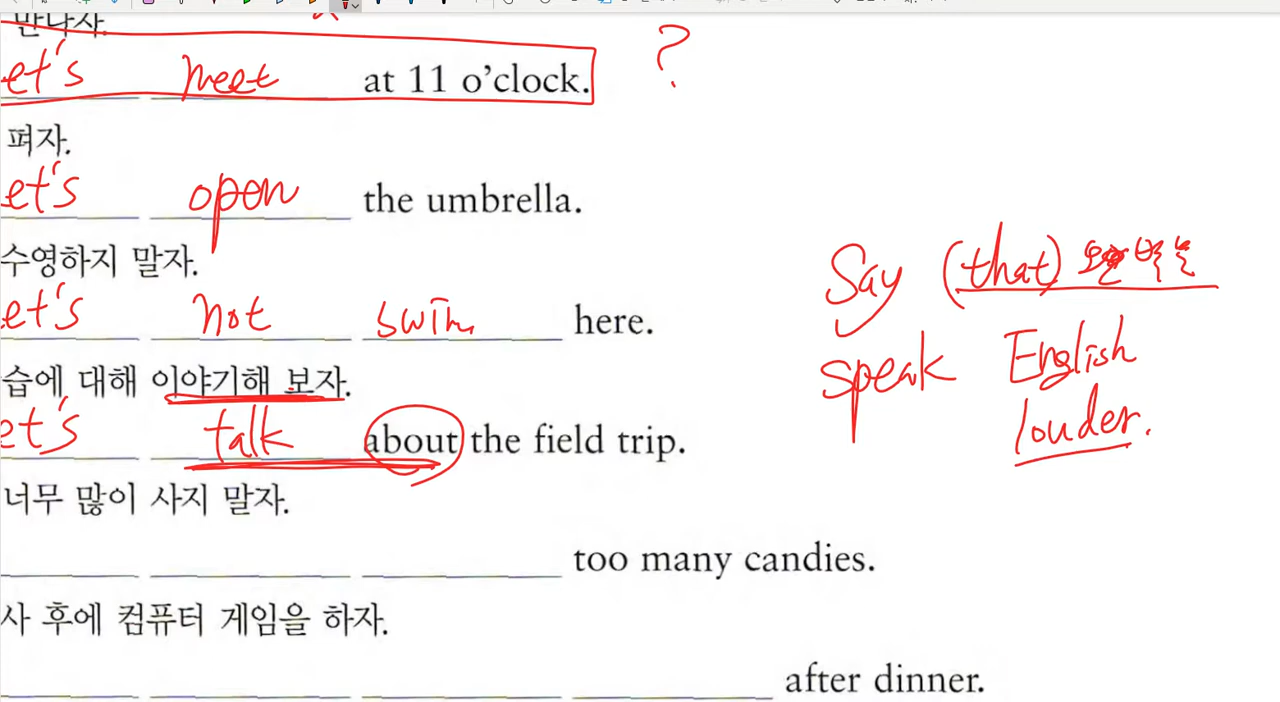 만나자.
et's meet at 11 o'clock. ?
펴자.
et's open the umbrella.
수영하지 말자.
et's not swim here.
습에 대해 이야기해 보자.
et's talk about the field trip.
너무 많이 사지 말자.
too many candies.
사 후에 컴퓨터 게임을 하자.
after dinner.
Say (that)
speak English
louder.